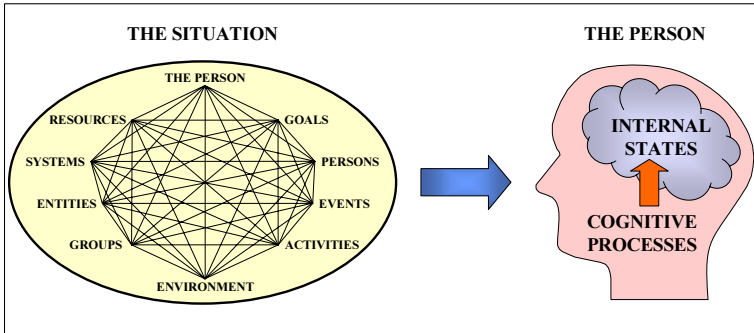 THE SITUATION
THE PERSON
RESOURCES
GOALS
SYSTEMS
PERSONS
ENTITIES
EVENTS
GROUPS
ACTIVITIES
ENVIRONMENT
THE PERSON
INTERNAL
STATES
COGNITIVE
PROCESSES